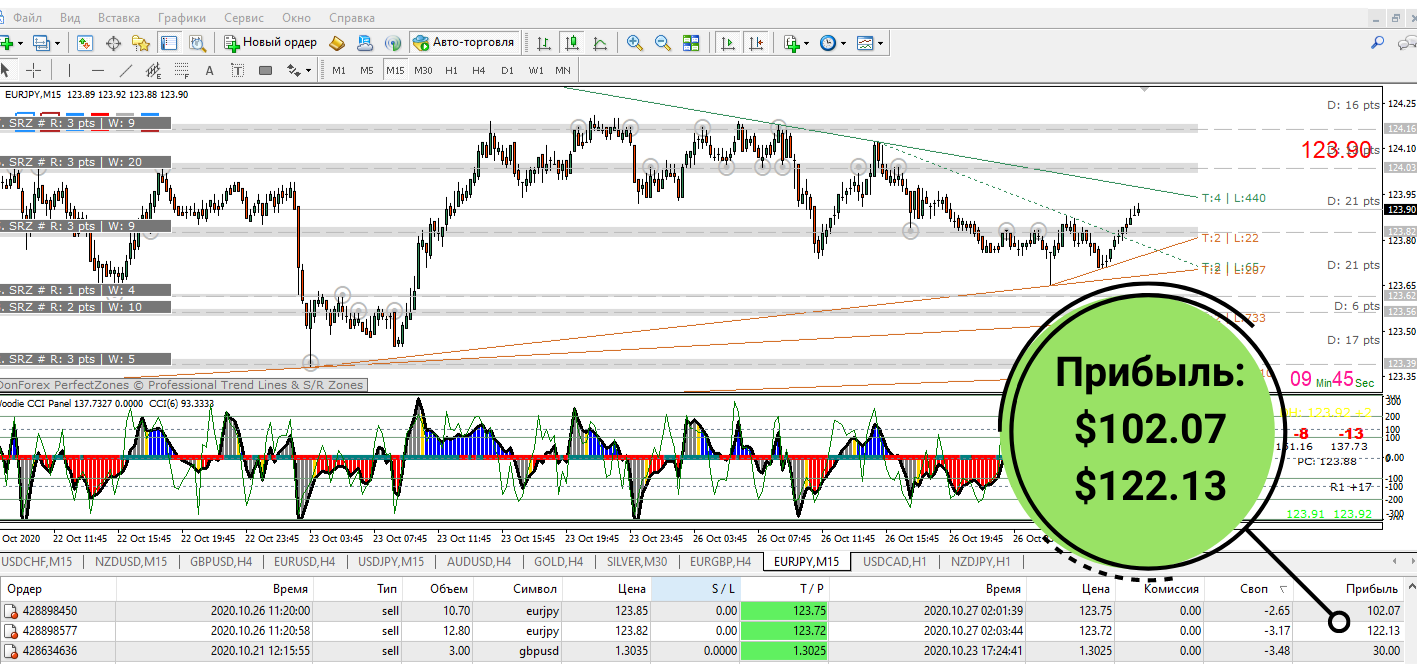 Файл Вид Вставка Графики Сервис Окно Справка
Новый ордер Авто-торговля
A T M1 M5 M15 M30 H1 H4 D1 W1 MN
EURJPY,M15 123.89 123.92 123.88 123.90
D: 16 pts 124.25
SRZ # R: 3 pts | W: 9
124.16
123.90 124.10
SRZ # R: 3 pts | W: 20
124.03
T:4 | L:440 D: 21 pts 123.95
123.90
SRZ # R: 3 pts | W: 9
123.82
T:2 | L:22 123.80
D: 21 pts
SRZ # R: 1 pts | W: 4
123.65
123.62
SRZ # R: 2 pts | W: 10
D: 6 pts
123.56
123.50
D: 17 pts
SRZ # R: 3 pts | W: 5
123.39
123.35
DonForex PerfectZones © Professional Trend Lines & S/R Zones
09 Min 45 Sec
Прибыль:
$102.07
$122.13
Woodie CCI Panel 137.7327 0.0000 CCI(6) 93.3333
300
H: 123.92 +2
200
-8 -13 100
161.16 137.73
PC: 123.88 0.00
-100
R1 +17
-200
123.91 123.92 -300
Oct 2020 22 Oct 11:45 22 Oct 15:45 22 Oct 19:45 22 Oct 23:45 23 Oct 03:45 23 Oct 07:45 23 Oct 11:45 23 Oct 15:45 23 Oct 19:45 23 Oct 23:45 26 Oct 03:45 26 Oct 07:45 26 Oct 11:45 26 Oct 15:45 26 Oct 19:45 26 Oct
USDCHF,M15 NZDUSD,M15 GBPUSD,H4 EURUSD,H4 USDJPY,M15 AUDUSD,H4 GOLD,H4 SILVER,M30 EURGBP,H4 EURJPY,M15 USDCAD,H1 NZDJPY,H1
Ордер Время Тип Объем Символ Цена S / L T / P Время Цена Комиссия Своп Прибыль
428898450 2020.10.26 11:20:00 sell 10.70 eurjpy 123.85 0.00 123.75 2020.10.27 02:01:39 123.75 0.00 -2.65 102.07
428898577 2020.10.26 11:20:58 sell 12.80 eurjpy 123.82 0.00 123.72 2020.10.27 02:03:44 123.72 0.00 -3.17 122.13
428634636 2020.10.21 12:15:55 sell 3.00 gbpusd 1.3035 0.0000 1.3025 2020.10.23 17:24:41 1.3025 0.00 -3.48 30.00